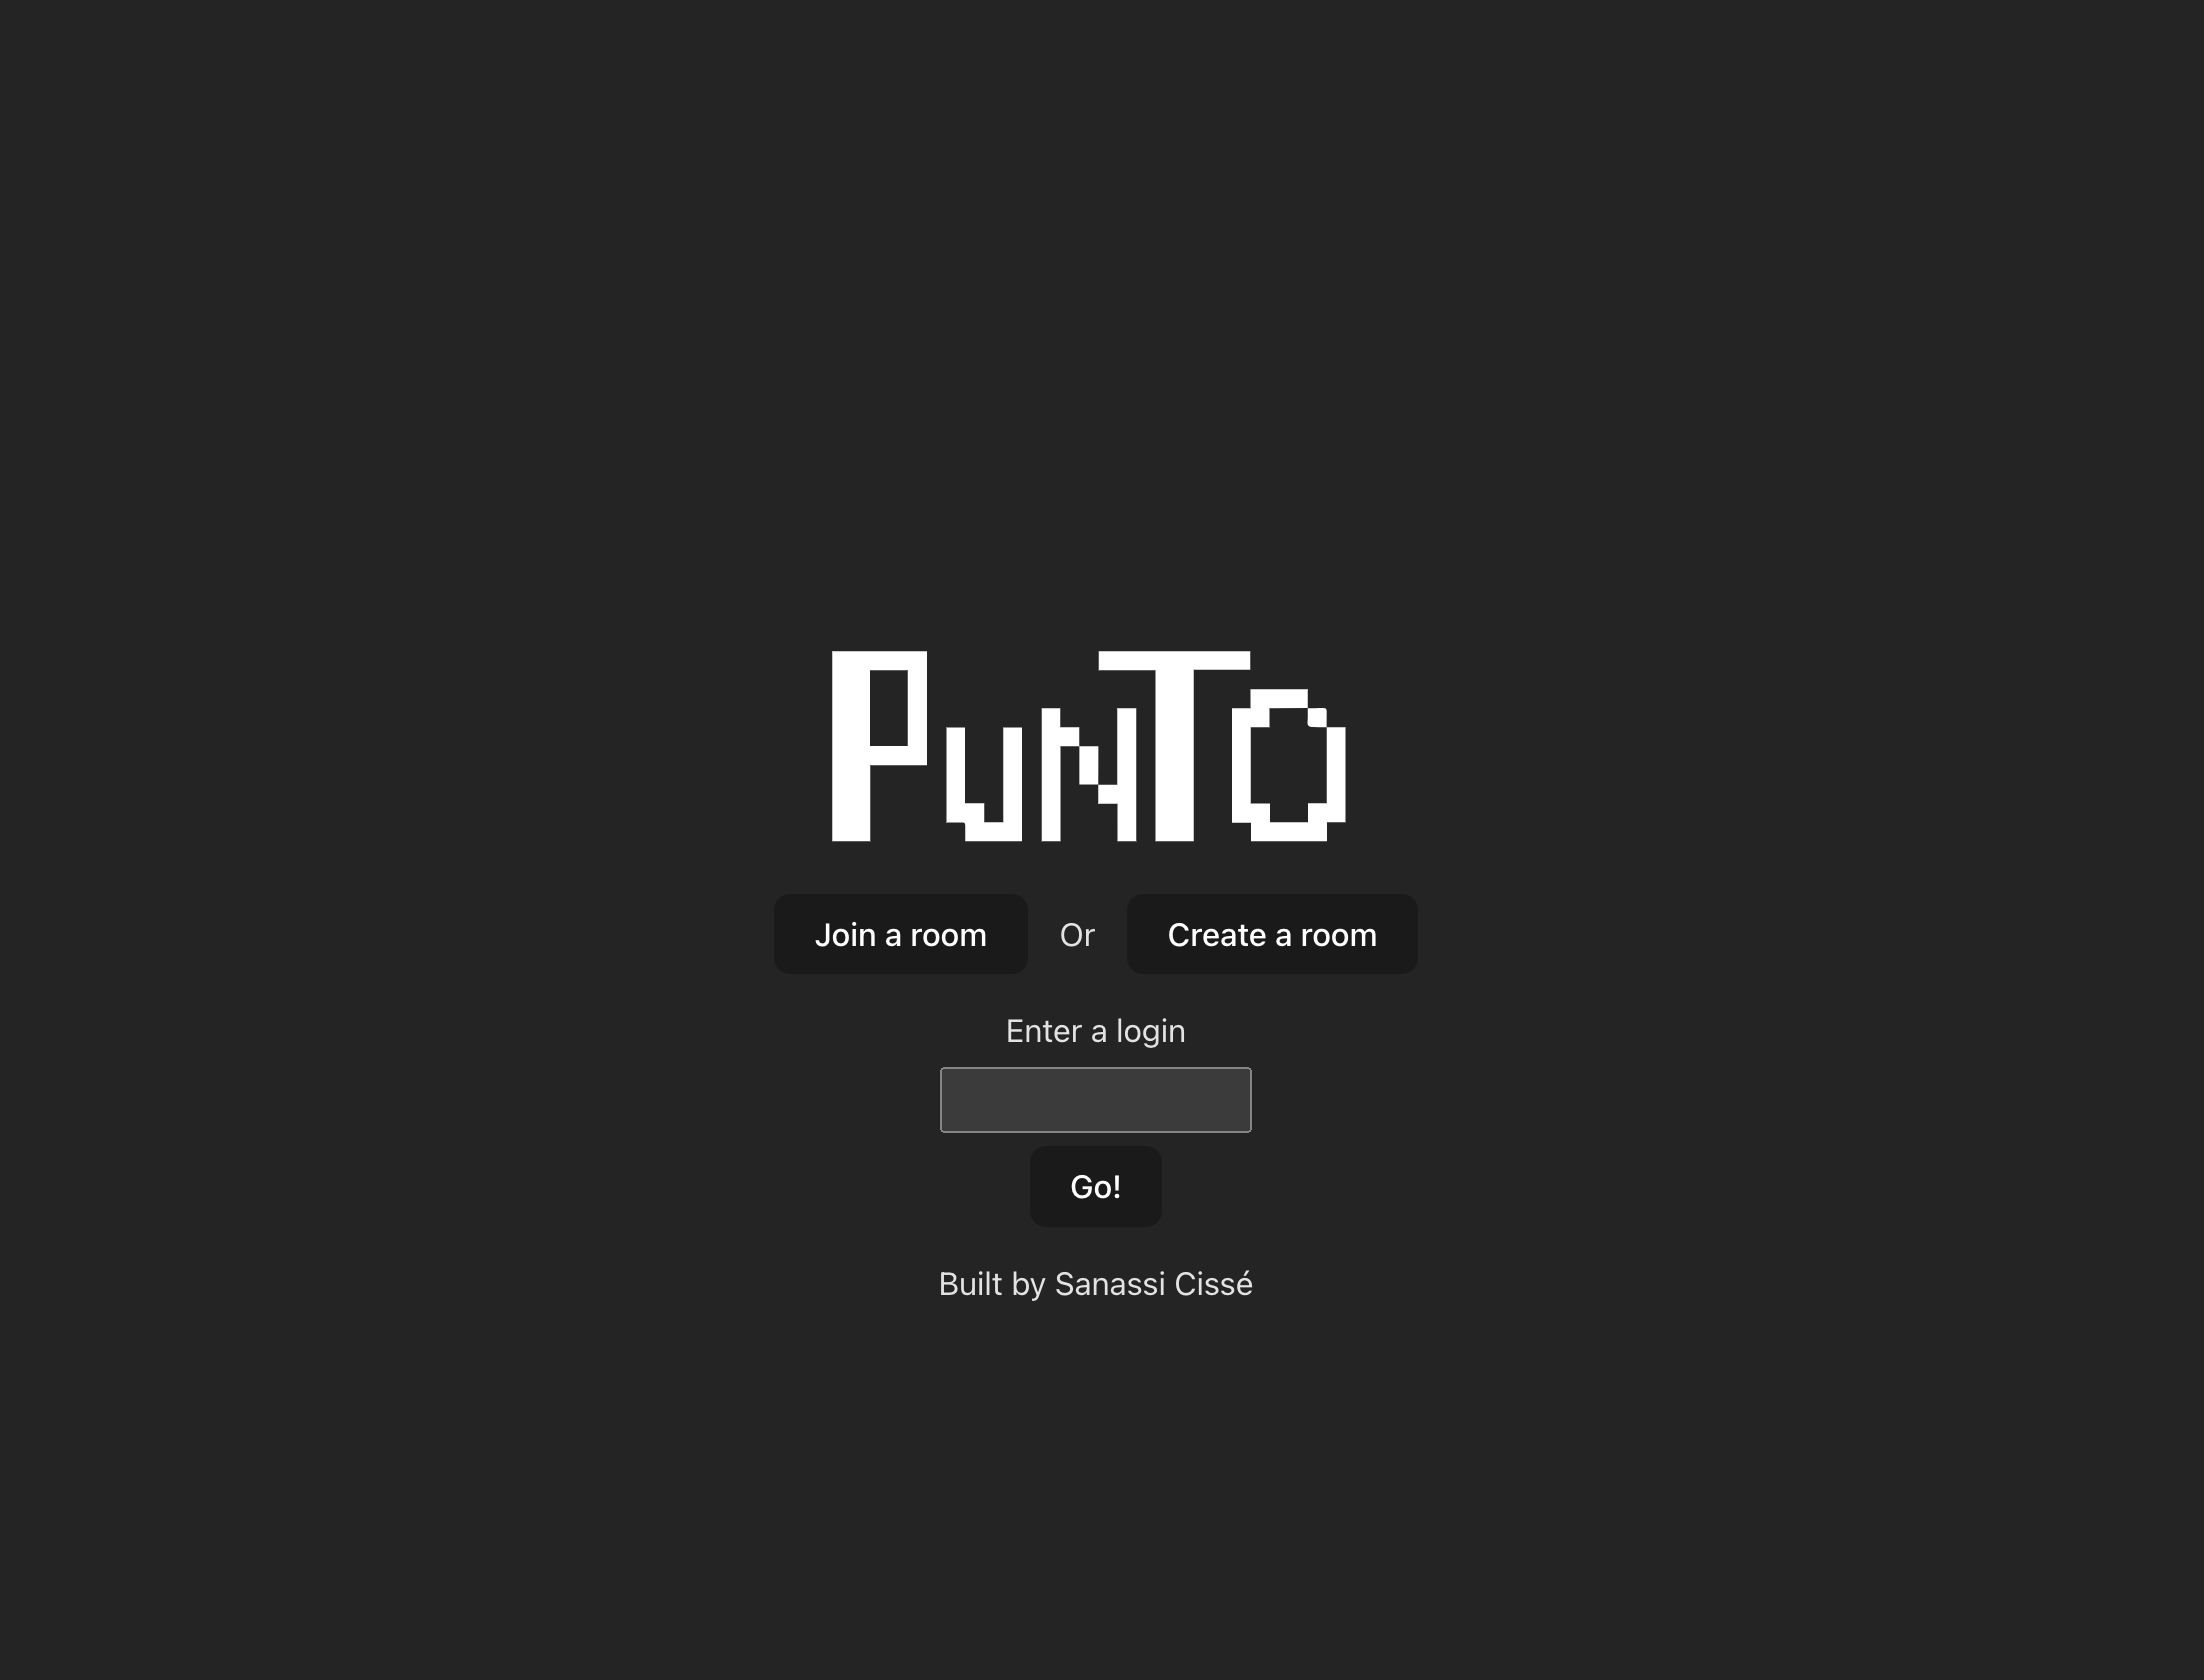 PunTo
Join a room Or Create a room
Enter a login
Go!
Built by Sanassi Cissé